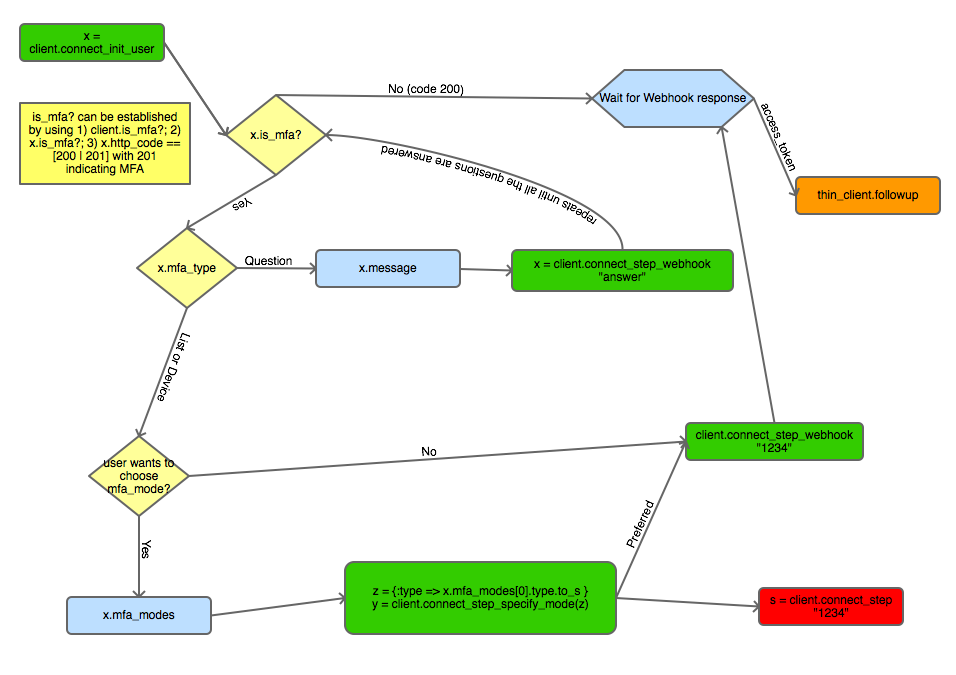 x =
client.connect_init_user
is_mfa? can be established
by using 1) client.is_mfa?; 2)
x.is_mfa?; 3) x.http_code ==
[200 | 201] with 201
indicating MFA
x.is_mfa?
No (code 200)
Wait for Webhook response
access_token
thin_client.followup
repeats until all the questions are answered
Yes
x.mfa_type
Question
x.message
x = client.connect_step_webhook
"answer"
List or Device
user wants to
choose
mfa_mode?
No
client.connect_step_webhook
"1234"
Yes
x.mfa_modes
z = {:type => x.mfa_modes[0].type.to_s }
y = client.connect_step_specify_mode(z)
Preferred
s = client.connect_step
"1234"